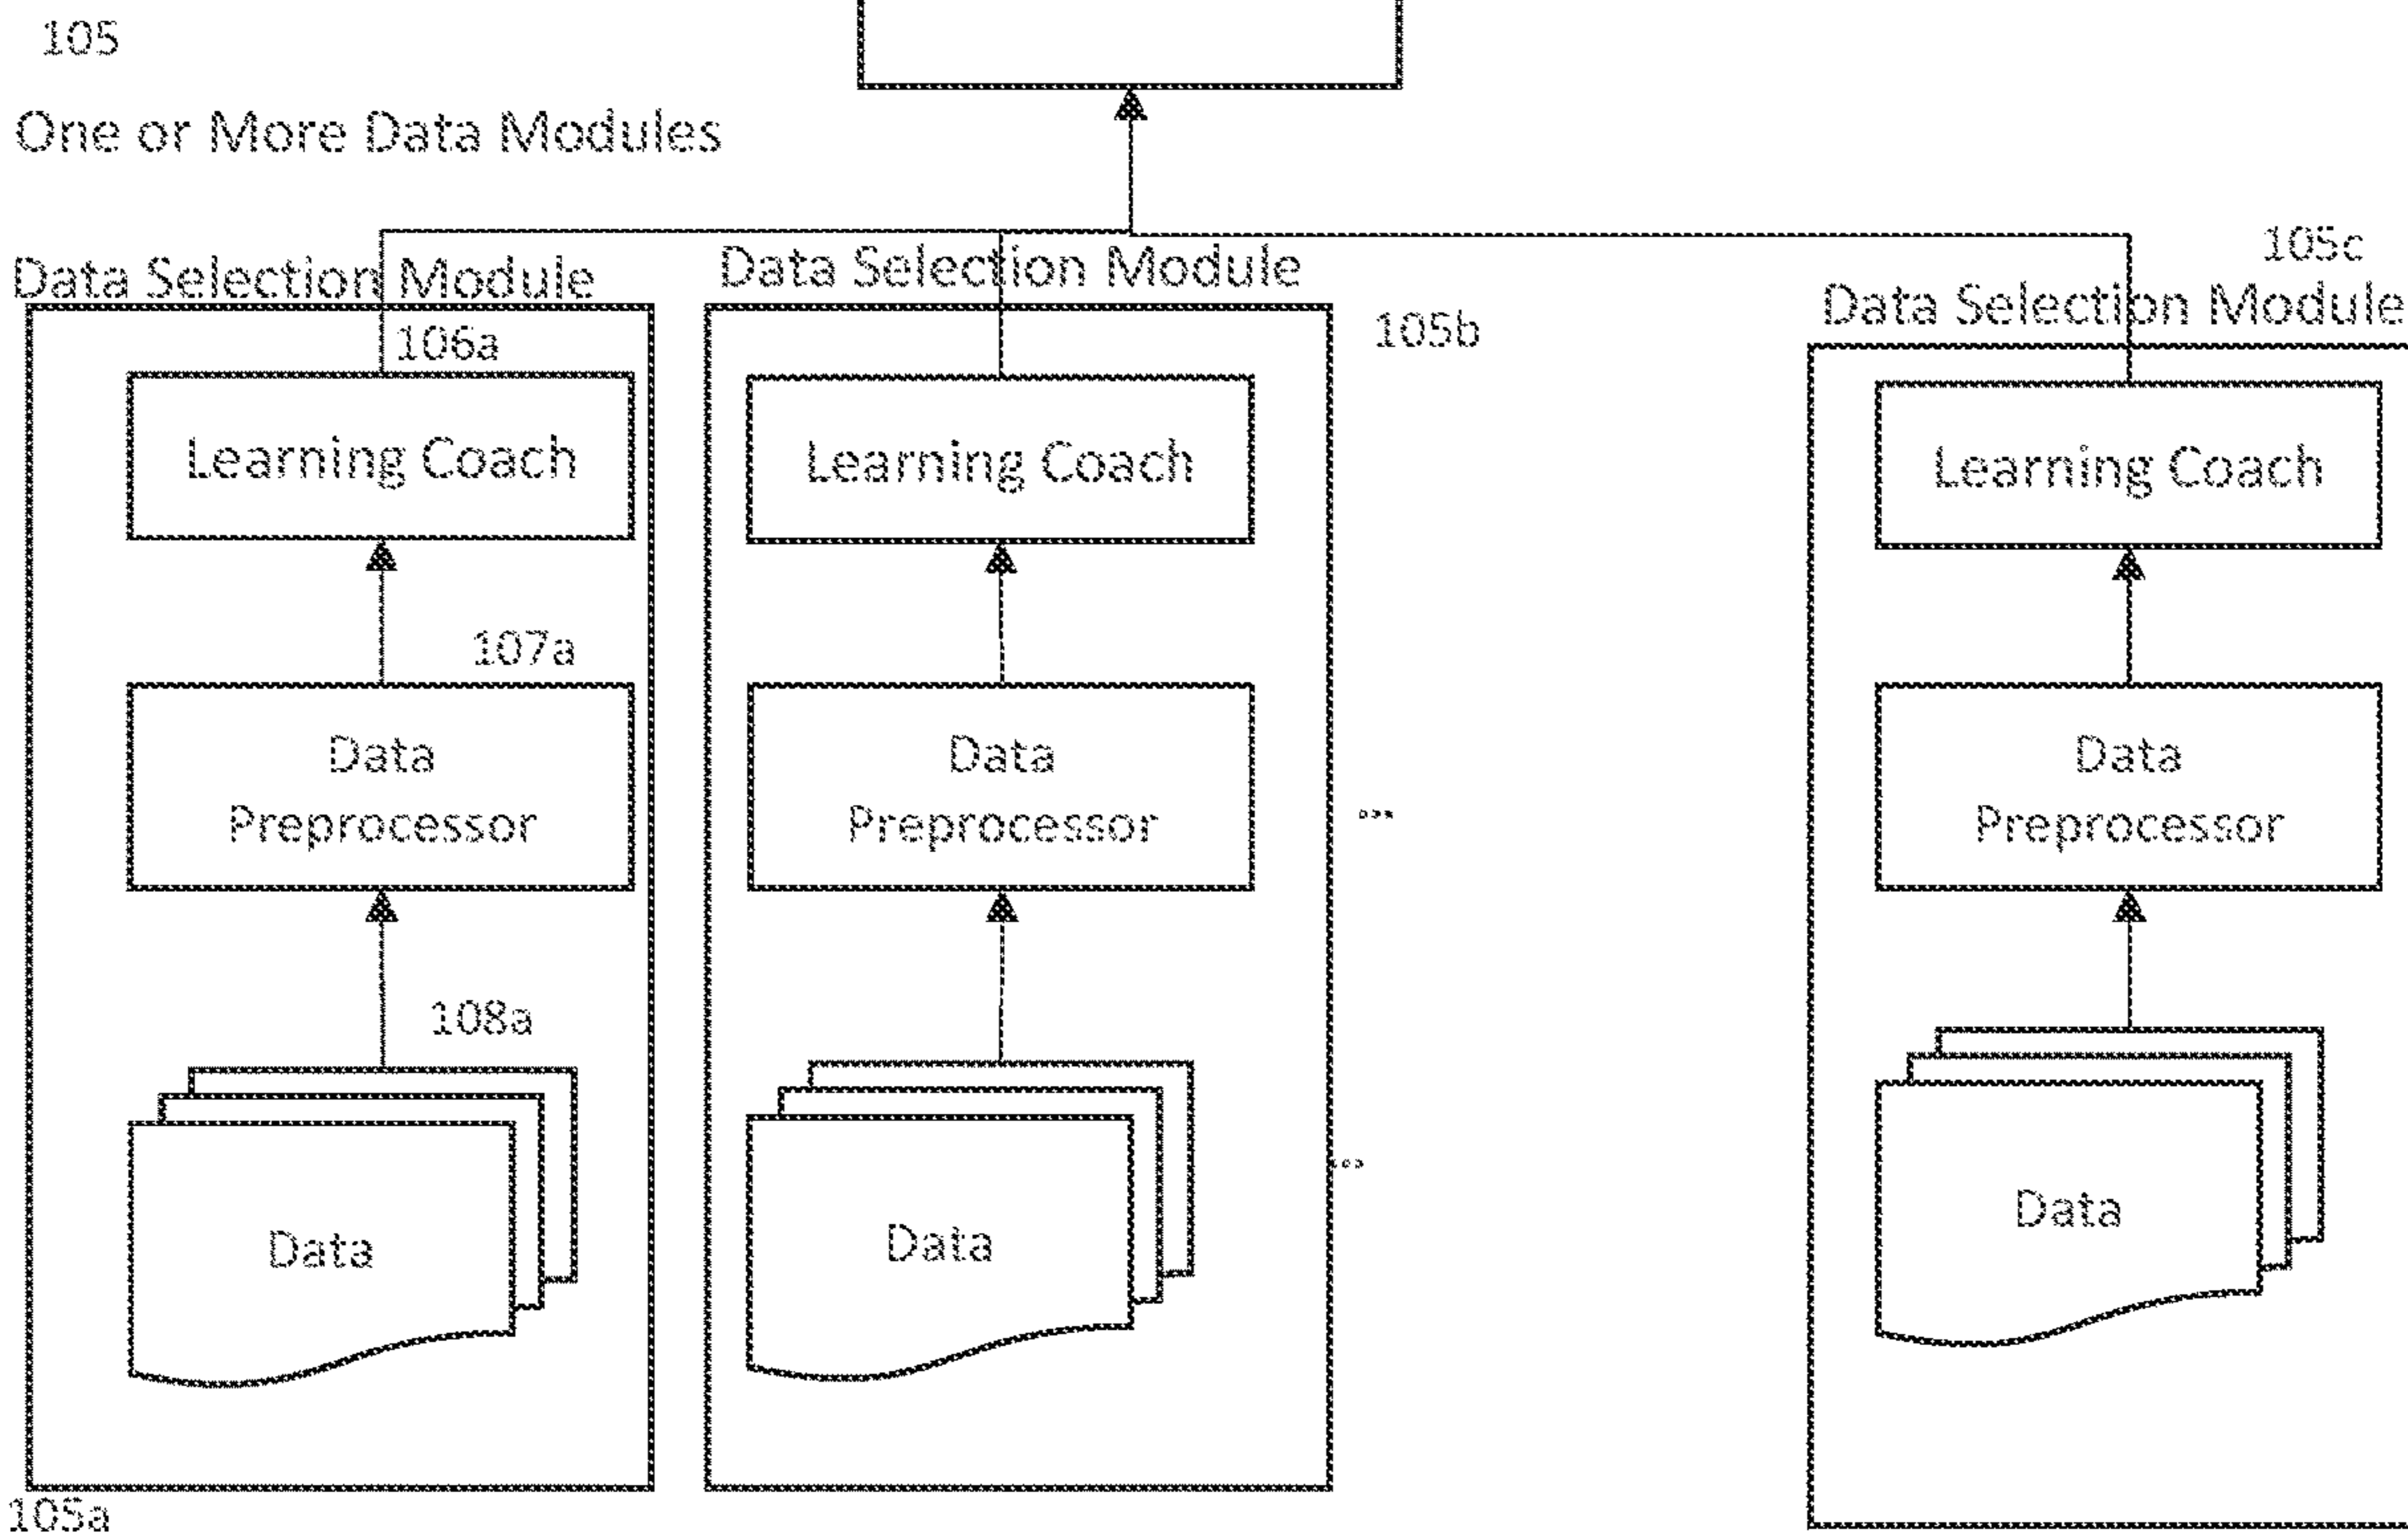 105
One or More Data Modules
Data Selection Module
106a
Learning Coach
107a
Data
Preprocessor
108a
Data
105a
Data Selection Module
105b
Learning Coach
Data
Preprocessor
...
Data
...
105c
Data Selection Module
Learning Coach
Data
Preprocessor
Data